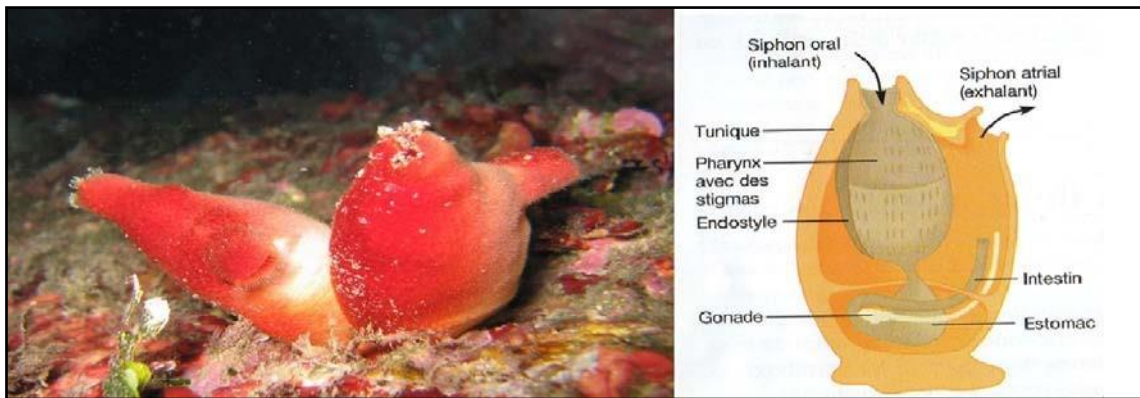 Siphon oral
(inhalant)
Siphon atrial
(exhalant)
Tunique
Pharynx
avec des
stigmas
Endostyle
Intestin
Gonade
Estomac